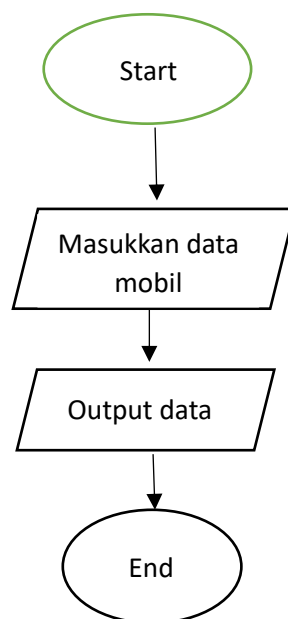 Start
Masukkan data
mobil
Output data
End